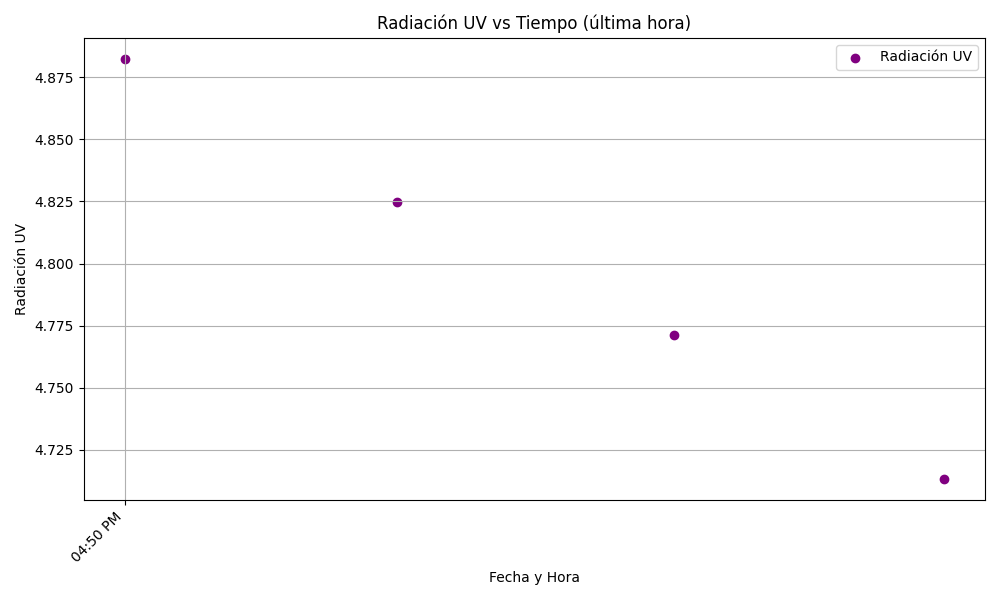 Radiación UV vs Tiempo (última hora)
Radiación UV
4.875
4.850
4.825
4.800
4.775
4.750
4.725
Radiación UV
04:50 PM
Fecha y Hora